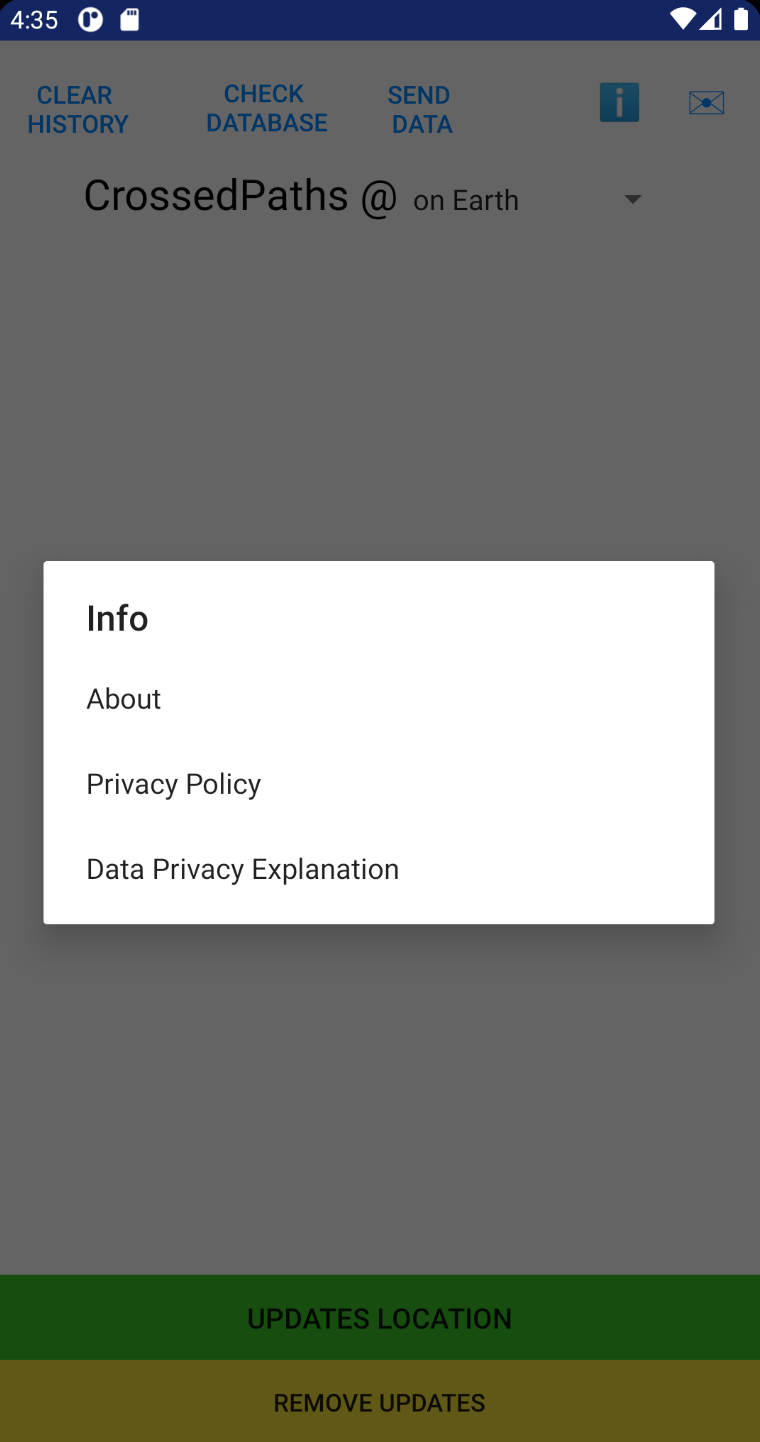 4:35
CLEAR
HISTORY
CHECK
DATABASE
SEND
DATA
CrossedPaths @ on Earth
Info
About
Privacy Policy
Data Privacy Explanation
UPDATES LOCATION
REMOVE UPDATES